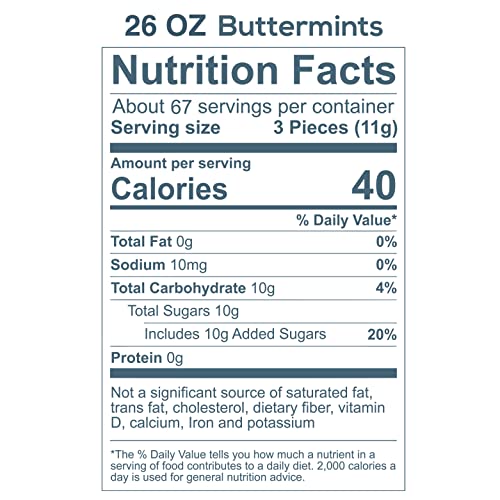 26 OZ Buttermints
Nutrition Facts
About 67 servings per container
Serving size 3 Pieces (11g)
Amount per serving
Calories 40
% Daily Value*
Total Fat 0g 0%
Sodium 10mg 0%
Total Carbohydrate 10g 4%
Total Sugars 10g
Includes 10g Added Sugars 20%
Protein 0g
Not a significant source of saturated fat,
trans fat, cholesterol, dietary fiber, vitamin
D, calcium, Iron and potassium
*The % Daily Value tells you how much a nutrient in a
serving of food contributes to a daily diet. 2,000 calories a
day is used for general nutrition advice.